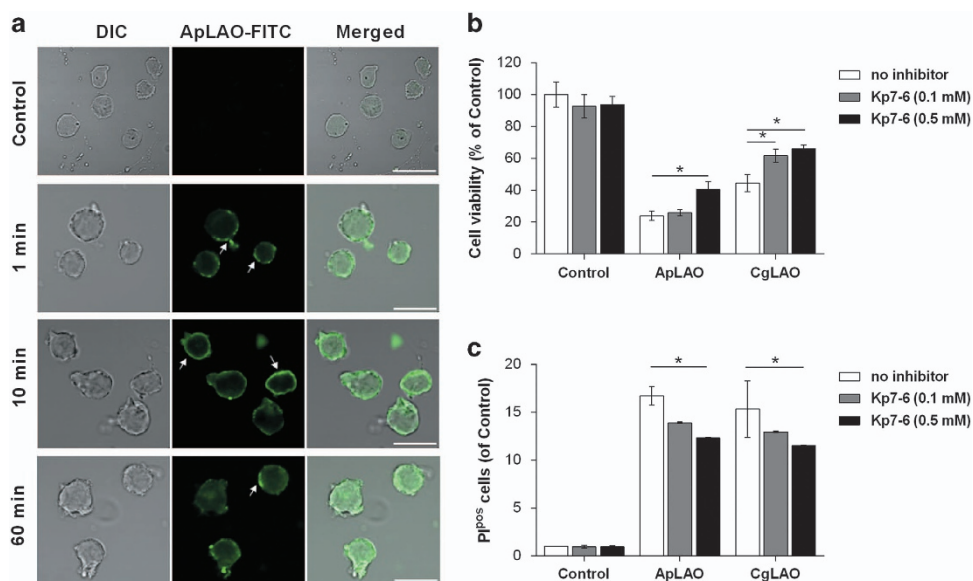 a
DIC ApLAO-FITC Merged
Control
1 min
10 min
60 min
b
Cell viability (% of Control)
120
100
80
60
40
20
0
* * *
no inhibitor
Kp7-6 (0.1 mM)
Kp7-6 (0.5 mM)
Control ApLAO CgLAO
c
PIpos cells (of Control)
20
15
10
5
0
* *
no inhibitor
Kp7-6 (0.1 mM)
Kp7-6 (0.5 mM)
Control ApLAO CgLAO